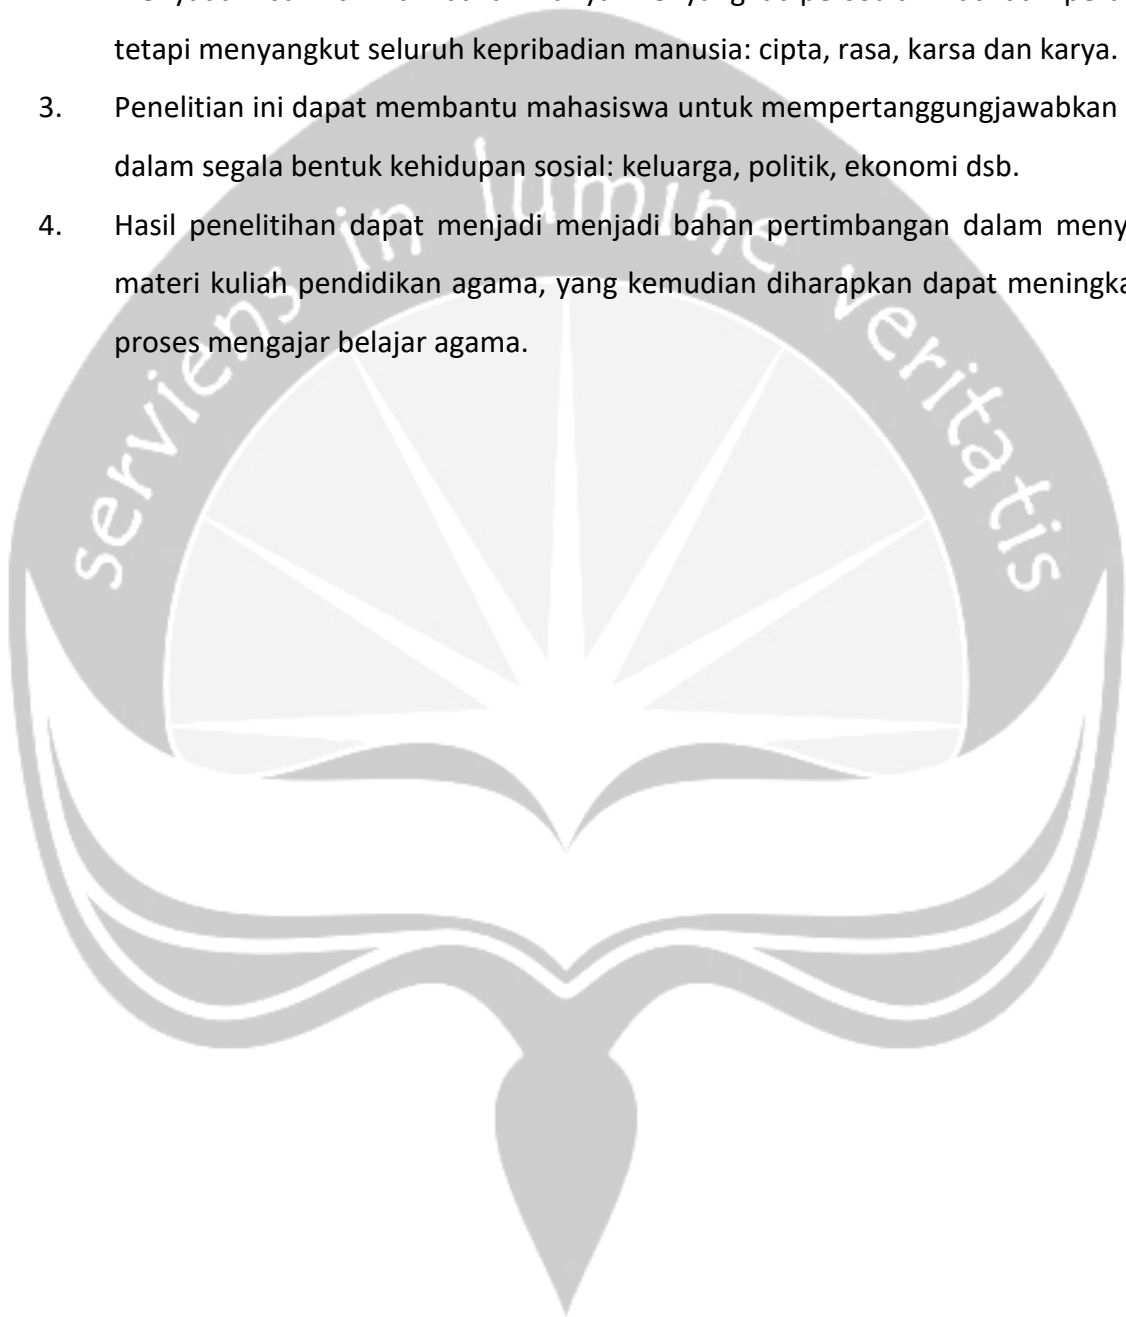 tetapi menyangkut seluruh kepribadian manusia: cipta, rasa, karsa dan karya.
3. Penelitian ini dapat membantu mahasiswa untuk mempertanggungjawabkan
dalam segala bentuk kehidupan sosial: keluarga, politik, ekonomi dsb.
4. Hasil penelitihan dapat menjadi menjadi bahan pertimbangan dalam meny
materi kuliah pendidikan agama, yang kemudian diharapkan dapat meningka
proses mengajar belajar agama.
serviens in lumine veritatis